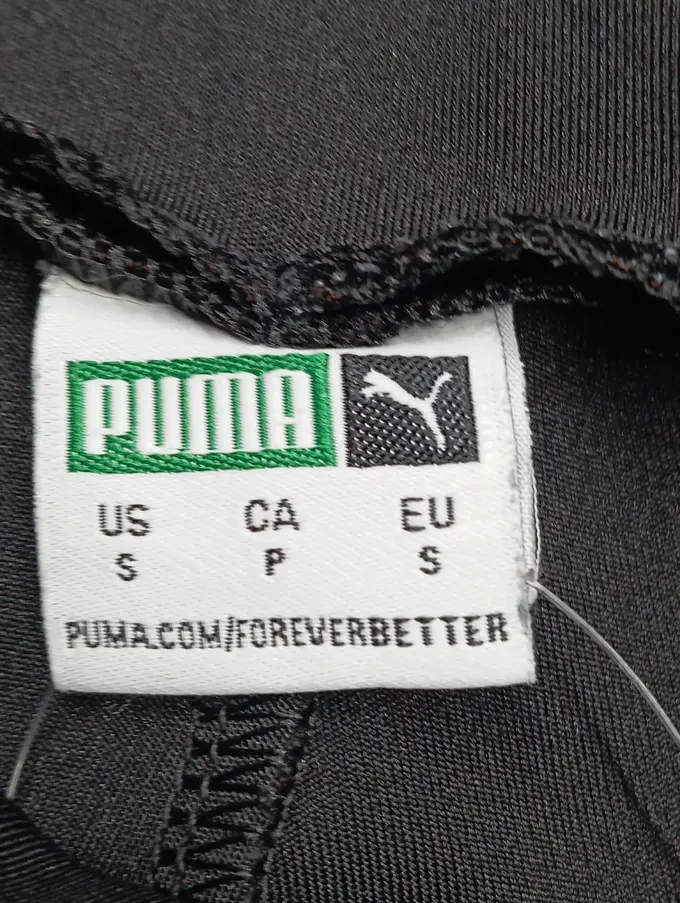 PUMA
US CA EU
S P S
PUMA.COM/FOREVERBETTER